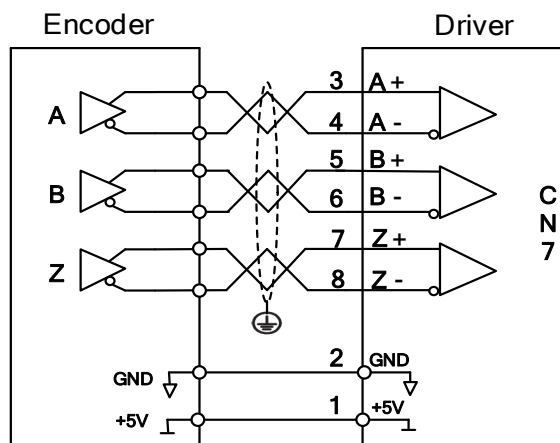 Encoder Driver
3 A+
A
4 A-
5 B+
B
6 B-
C
N
7
7 Z+
Z
8 Z-
2 GND
GND
1 +5V
+5V